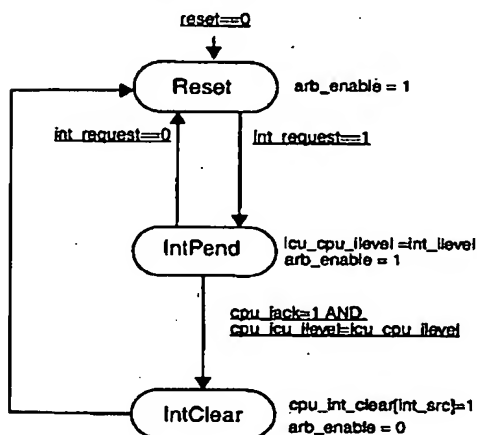 reset==0
Reset
arb_enable = 1
int_request==0
int_request==1
IntPend
icu_cpu_ilevel =int_ilevel
arb_enable = 1
cpu_iack=1 AND
cpu_icu_ilevel=icu_cpu_ilevel
IntClear
cpu_int_clear[int_src]=1
arb_enable = 0